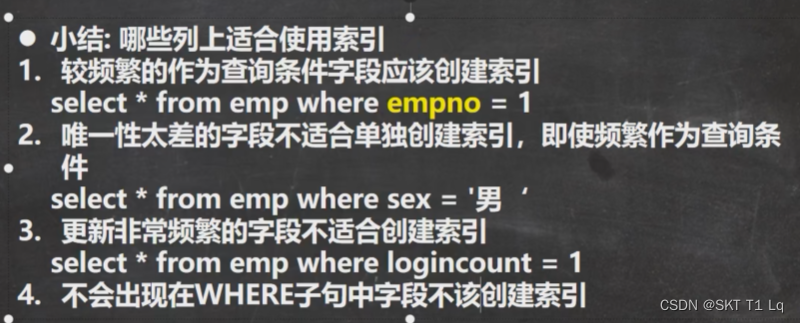 ● 小结: 哪些列上适合使用索引
1. 较频繁的作为查询条件字段应该创建索引
select * from emp where empno = 1
2. 唯一性太差的字段不适合单独创建索引，即使频繁作为查询条
件
select * from emp where sex = '男‘
3. 更新非常频繁的字段不适合创建索引
select * from emp where logincount = 1
4. 不会出现在WHERE子句中字段不该创建索引
CSDN @SKT T1 Lq